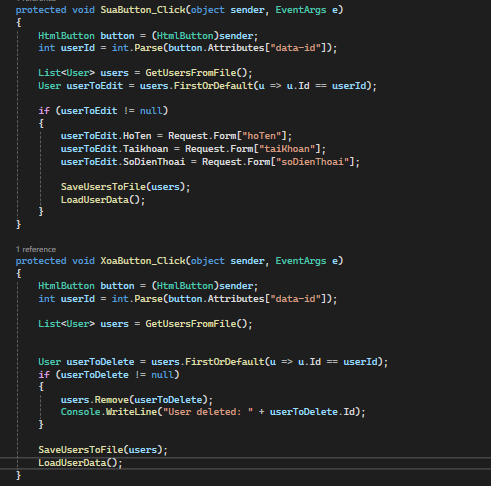 protected void SuaButton_Click(object sender, EventArgs e)
{
HtmlButton button = (HtmlButton)sender;
int userId = int.Parse(button.Attributes["data-id"]);
List<User> users = GetUsersFromFile();
User userToEdit = users.FirstOrDefault(u => u.Id == userId);
if (userToEdit != null)
{
userToEdit.HoTen = Request.Form["hoTen"];
userToEdit.Taikhoan = Request.Form["taiKhoan"];
userToEdit.SoDienThoai = Request.Form["soDienThoai"];
SaveUsersToFile(users);
LoadUserData();
}
}
1 reference
protected void XoaButton_Click(object sender, EventArgs e)
{
HtmlButton button = (HtmlButton)sender;
int userId = int.Parse(button.Attributes["data-id"]);
List<User> users = GetUsersFromFile();
User userToDelete = users.FirstOrDefault(u => u.Id == userId);
if (userToDelete != null)
{
users.Remove(userToDelete);
Console.WriteLine("User deleted: " + userToDelete.Id);
}
SaveUsersToFile(users);
LoadUserData();
}